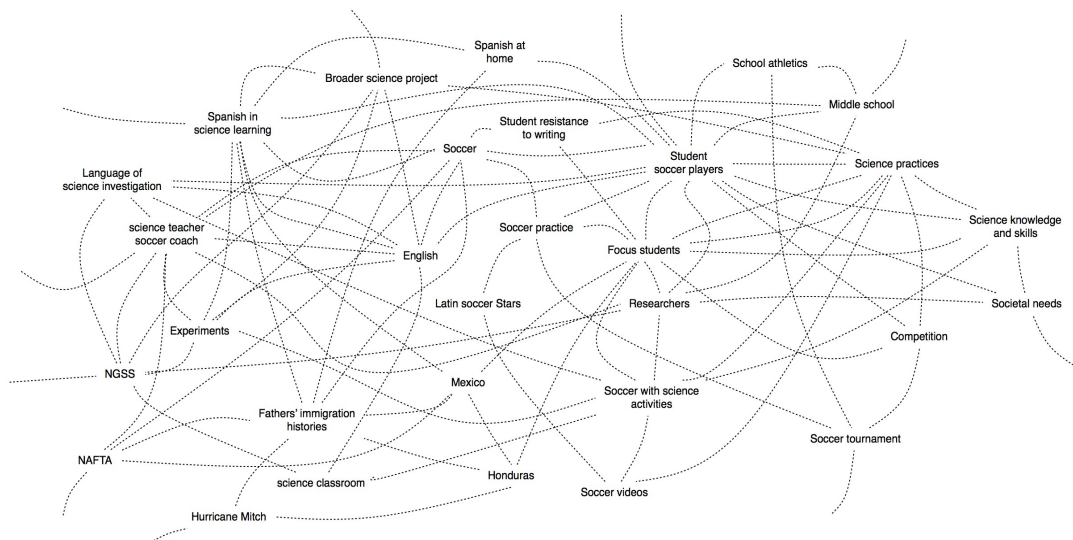 Spanish at
home
School athletics
Broader science project
Middle school
Spanish in
science learning
Student resistance
to writing
Soccer
Student
soccer players
Science practices
Language of
science investigation
science teacher
soccer coach
Soccer practice
Science knowledge
and skills
English
Focus students
Latin soccer Stars
Researchers
Societal needs
Experiments
Competition
NGSS
Mexico
Soccer with science
activities
Fathers' immigration
histories
Soccer tournament
NAFTA
science classroom
Honduras
Soccer videos
Hurricane Mitch